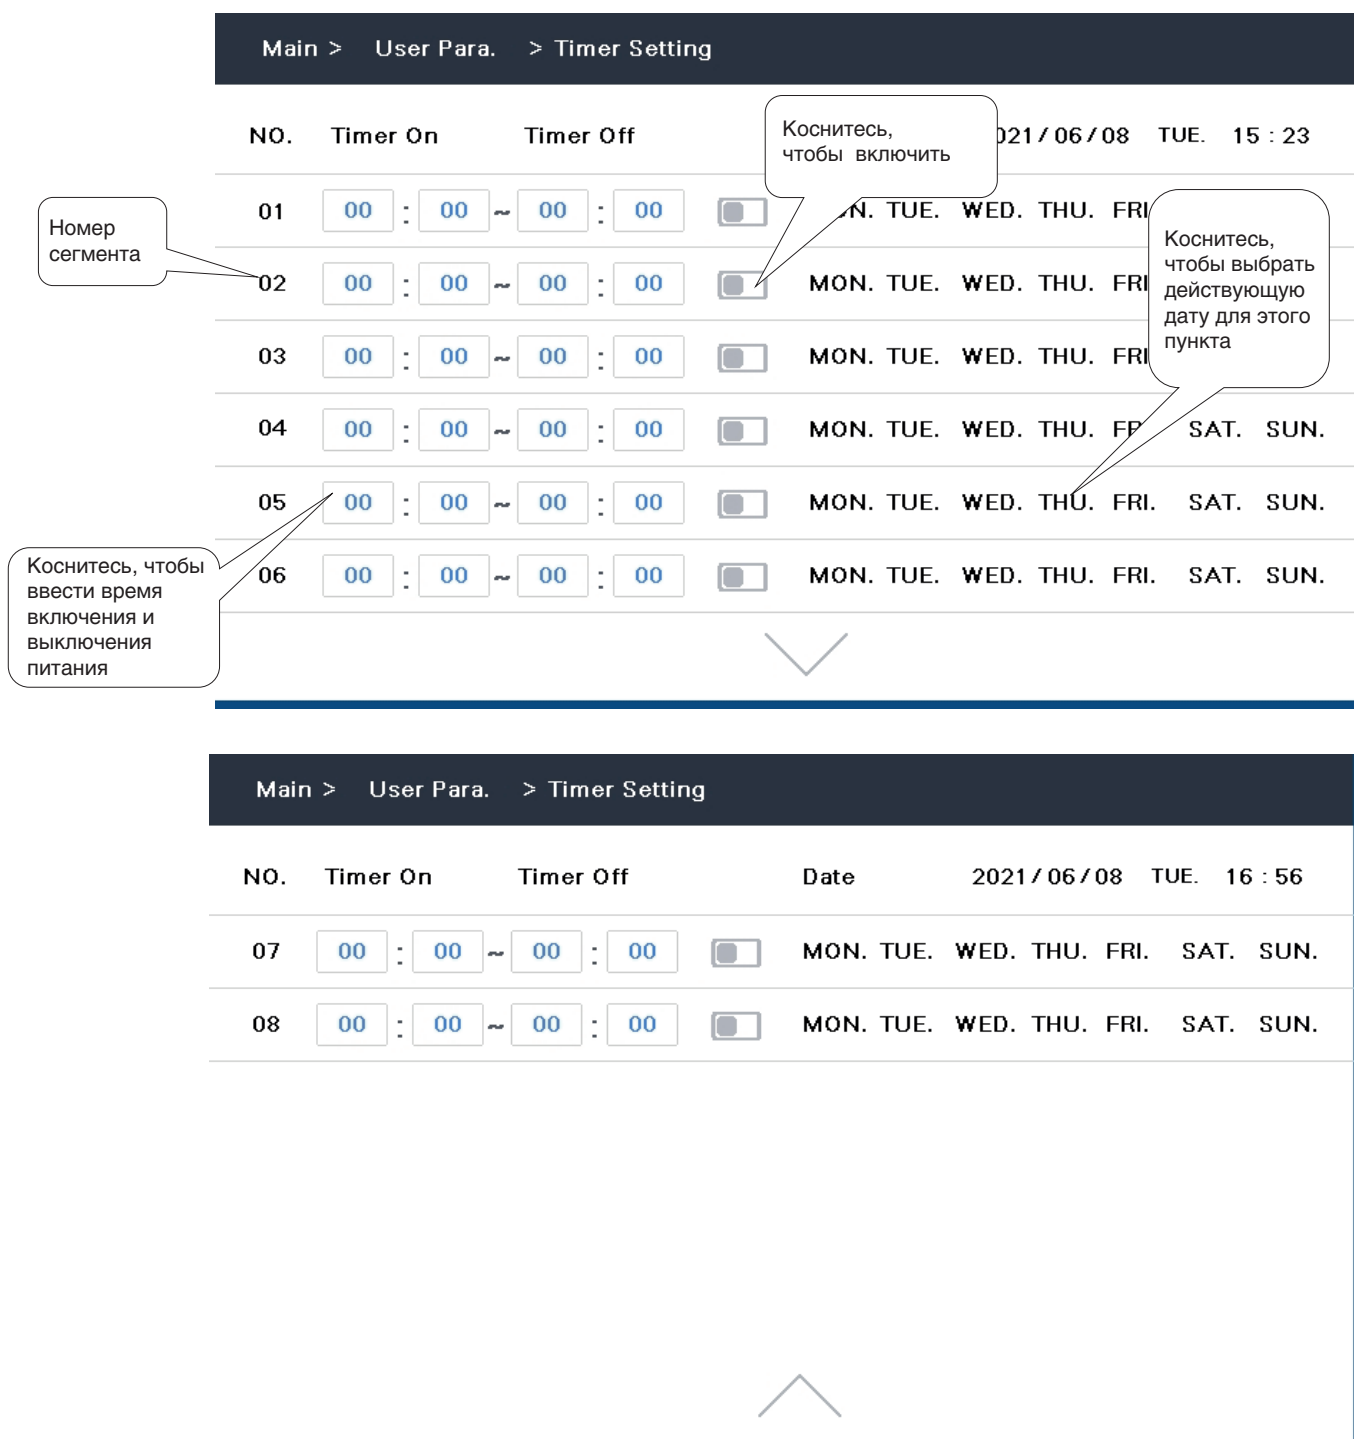 Main > User Para. > Timer Setting
NO. Timer On Timer Off 021 / 06 / 08 TUE. 15 : 23
Коснитесь,
чтобы включить
01 00 : 00 ~ 00 : 00 N. TUE. WED. THU. FRI
Номер
сегмента
02 00 : 00 ~ 00 : 00 MON. TUE. WED. THU. FRI
Коснитесь,
чтобы выбрать
действующую
дату для этого
пункта
03 00 : 00 ~ 00 : 00 MON. TUE. WED. THU. FRI
04 00 : 00 ~ 00 : 00 MON. TUE. WED. THU. SAT. SUN.
05 00 : 00 ~ 00 : 00 MON. TUE. WED. THU. FRI. SAT. SUN.
06 00 : 00 ~ 00 : 00 MON. TUE. WED. THU. FRI. SAT. SUN.
Коснитесь, чтобы
ввести время
включения и
выключения
питания
Main > User Para. > Timer Setting
NO. Timer On Timer Off Date 2021 / 06 / 08 TUE. 16 : 56
07 00 : 00 ~ 00 : 00 MON. TUE. WED. THU. FRI. SAT. SUN.
08 00 : 00 ~ 00 : 00 MON. TUE. WED. THU. FRI. SAT. SUN.